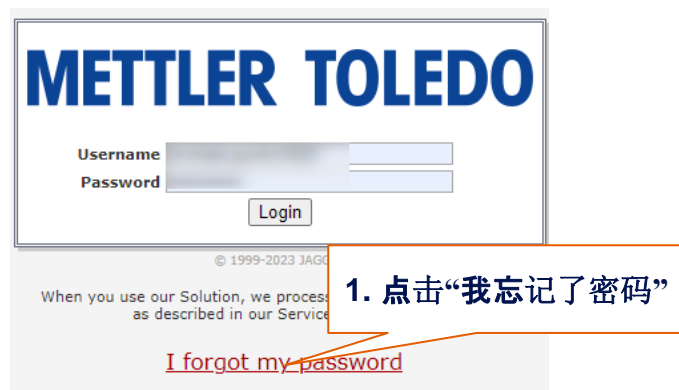 METTLER TOLEDO
Username
Password
Login
© 1999-2023 JAGG
1. 点击“我忘记了密码”
When you use our Solution, we process
as described in our Service
I forgot my password